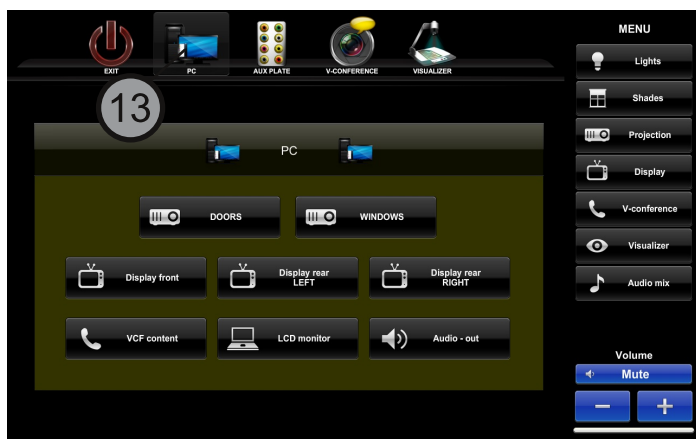 EXIT
PC
AUX PLATE
V-CONFERENCE
VISUALIZER
13
PC
DOORS
WINDOWS
Display front
Display rear
LEFT
Display rear
RIGHT
VCF content
LCD monitor
Audio - out
MENU
Lights
Shades
Projection
Display
V-conference
Visualizer
Audio mix
Volume
Mute